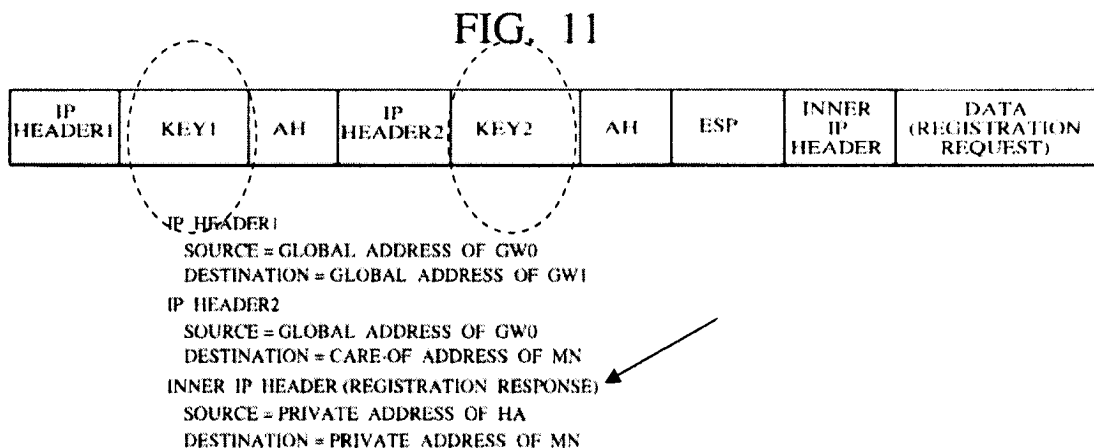 FIG. 11
IP HEADER1
KEY1
AH
IP HEADER2
KEY2
AH
ESP
INNER IP HEADER
DATA (REGISTRATION REQUEST)
IP HEADER1
SOURCE = GLOBAL ADDRESS OF GW0
DESTINATION = GLOBAL ADDRESS OF GW1
IP HEADER2
SOURCE = GLOBAL ADDRESS OF GW0
DESTINATION = CARE-OF ADDRESS OF MN
INNER IP HEADER (REGISTRATION RESPONSE)
SOURCE = PRIVATE ADDRESS OF HA
DESTINATION = PRIVATE ADDRESS OF MN